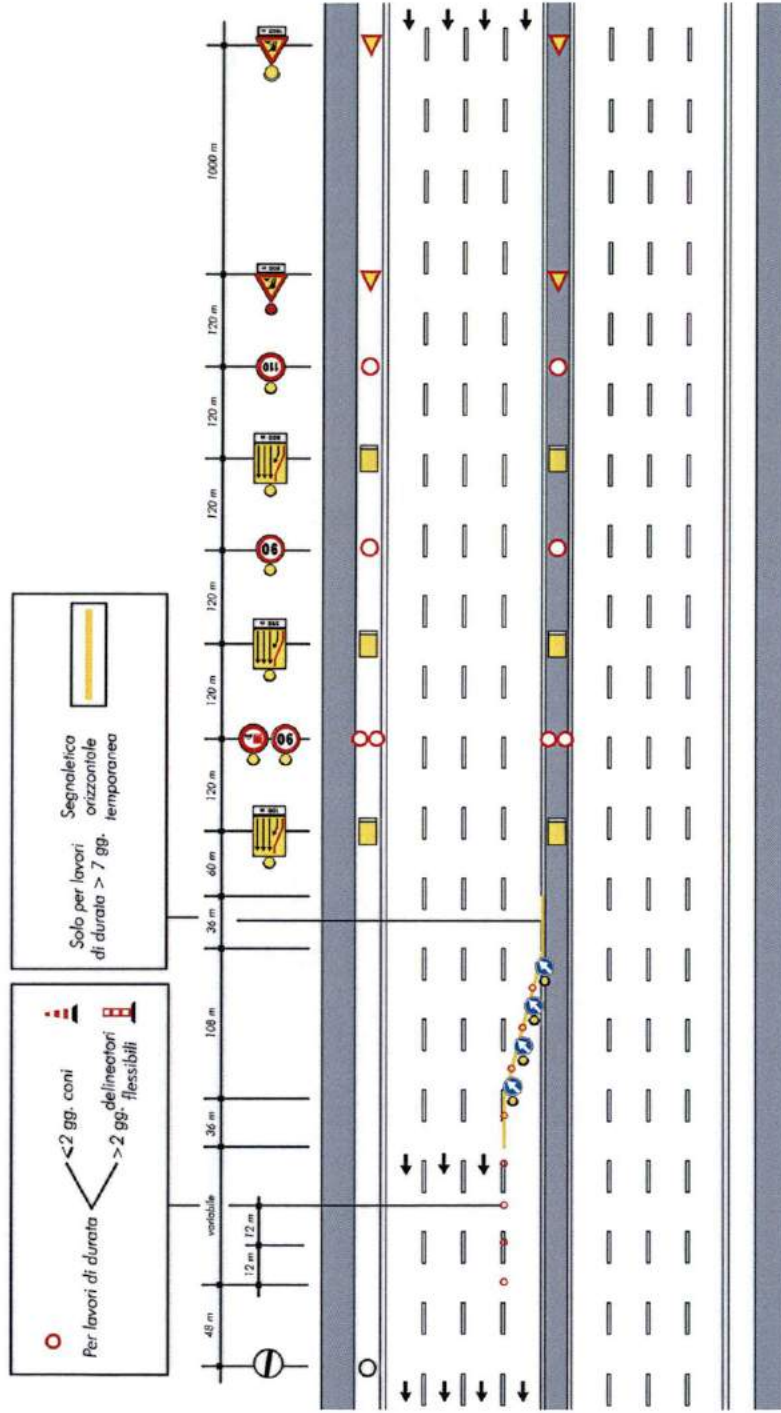 Per lavori di durata
<2 gg. coni
>2 gg. delineatori
flessibili
Solo per lavori
di durata > 7 gg.
Segnaletica
orizzontale
temporanea
48 m
variabile
12 m
12 m
36 m
108 m
36 m
60 m
120 m
120 m
120 m
120 m
120 m
120 m
1000 m
90
90
110